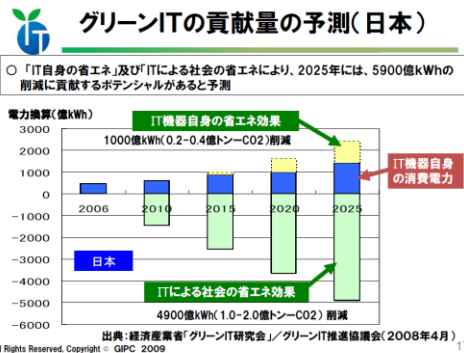 iT
グリーンITの貢献量の予測(日本)
○ 「IT自身の省エネ」及び「ITによる社会の省エネにより、2025年には、5900億kWhの
削減に貢献するポテンシャルがあると予測
電力換算(億kWh)
IT機器自身の省エネ効果
3000
1000億kWh(0.2-0.4億トンーCO2)削減
2000
IT機器自身
の消費電力
1000
0
2006 2010 2015 2020 2025
-1000
-2000
-3000
日本
-4000
ITによる社会の省エネ効果
-5000
4900億kWh(1.0-2.0億トンーCO2) 削減
-6000
出典:経済産業省「グリーンIT研究会」/グリーンIT推進協議会(2008年4月)
l Rights Reserved, Copyright © GIPC 2009